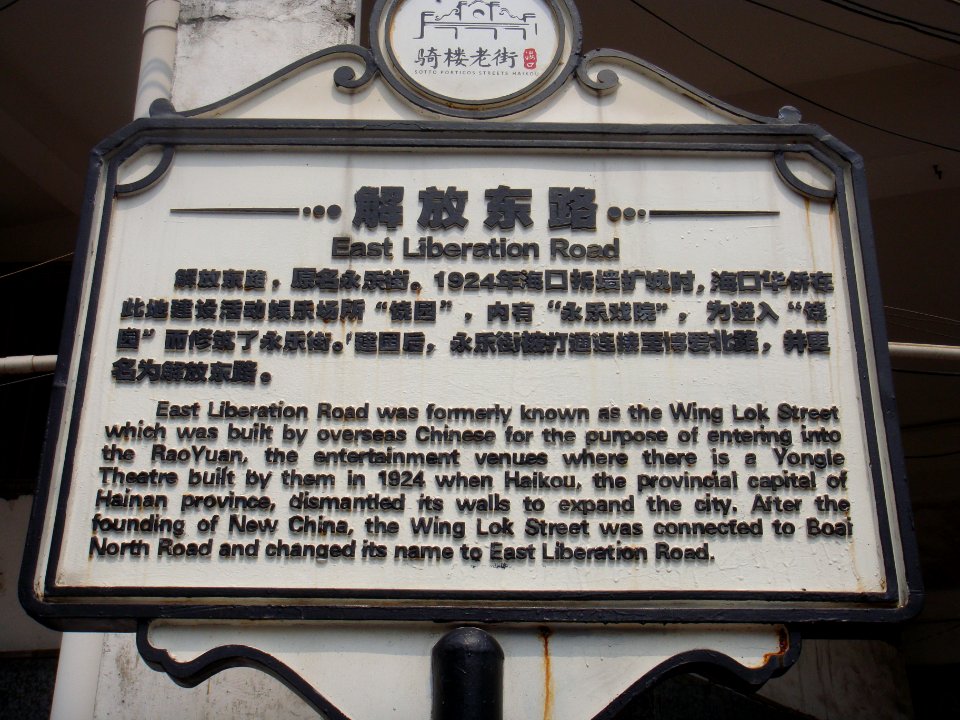 骑楼老街 海口
SOTTO PORTICOS STREETS HAIKOU
解放东路
East Liberation Road
解放东路，原名永乐街。1924年海口拆墙扩城时，海口华侨在
此地建设活动娱乐场所“饶园”，内有“永乐戏院”，为进入“饶
园”而修筑了永乐街。建国后，永乐街被打通连接至博爱北路，并更
名为解放东路。
East Liberation Road was formerly known as the Wing Lok Street
which was built by overseas Chinese for the purpose of entering into
the RaoYuan, the entertainment venues where there is a Yongle
Theatre built by them in 1924 when Haikou, the provincial capital of
Hainan province, dismantled its walls to expand the city. After the
founding of New China, the Wing Lok Street was connected to Boai
North Road and changed its name to East Liberation Road.